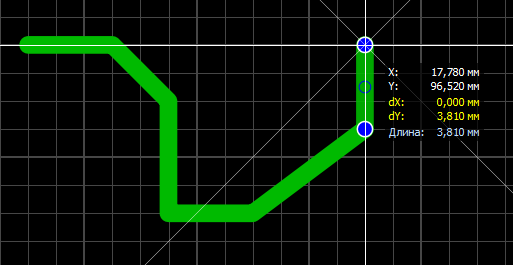 X: 17,780 мм
Y: 96,520 мм
dX: 0,000 мм
dY: 3,810 мм
Длина: 3,810 мм